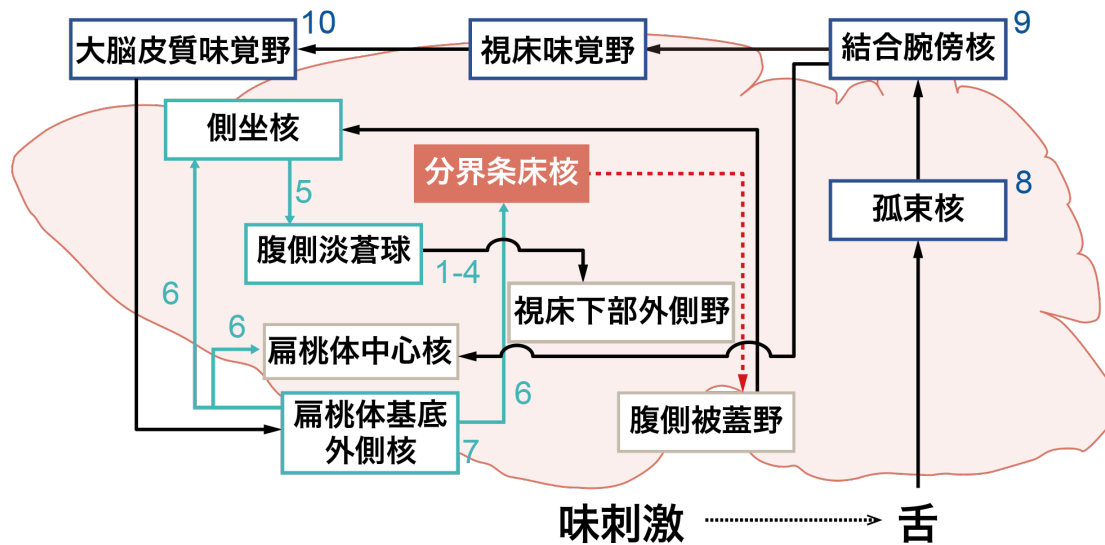 10
9
大脳皮質味覚野
視床味覚野
結合腕傍核
側坐核
分界条床核
8
5
孤束核
腹側淡蒼球
1-4
6
視床下部外側野
6
扁桃体中心核
6
扁桃体基底
外側核
7
腹側被蓋野
味刺激
舌